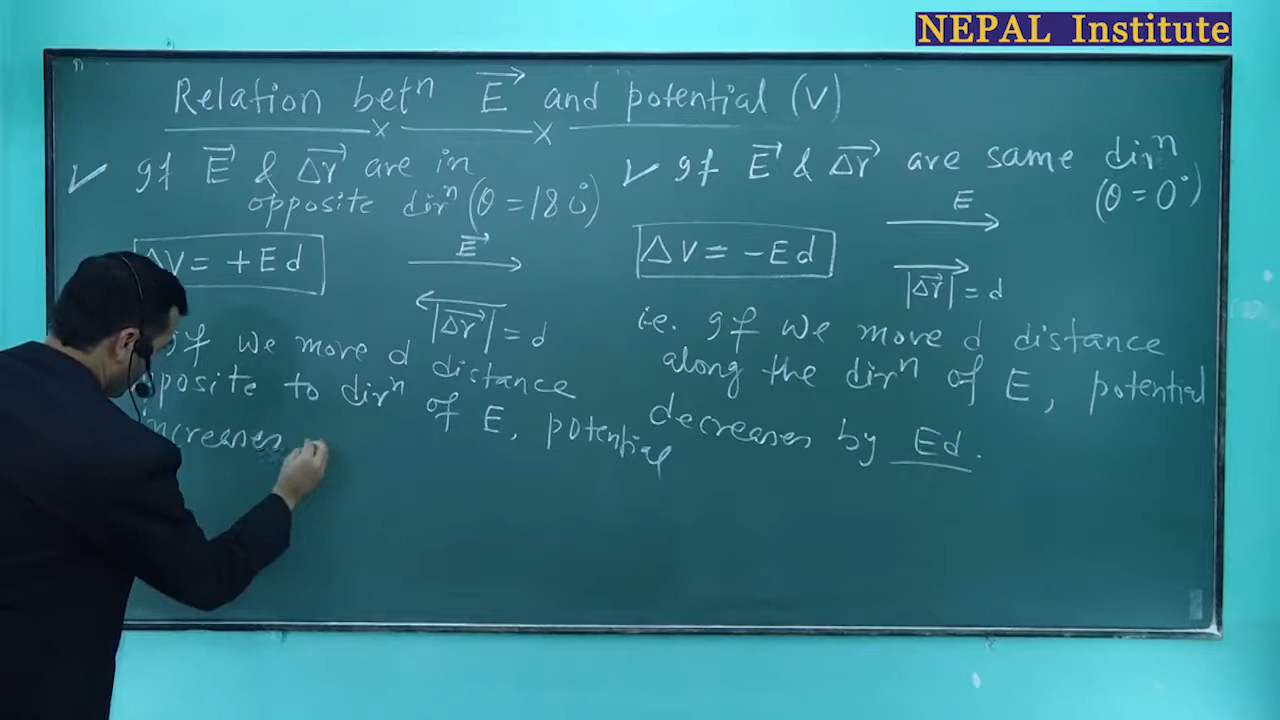 NEPAL Institute
Relation betⁿ E⃗ and potential (V)
✓ If E⃗ & Δr⃗ are in
opposite dirⁿ (θ = 180°)
ΔV = +Ed
E⃗
|Δr⃗| = d
if we move d distance
opposite to dirⁿ of E, potential
increases
✓ If E⃗ & Δr⃗ are same dirⁿ
(θ = 0°)
E
ΔV = -Ed
|Δr⃗| = d
i.e. If we move d distance
along the dirⁿ of E, potential
decreases by Ed.